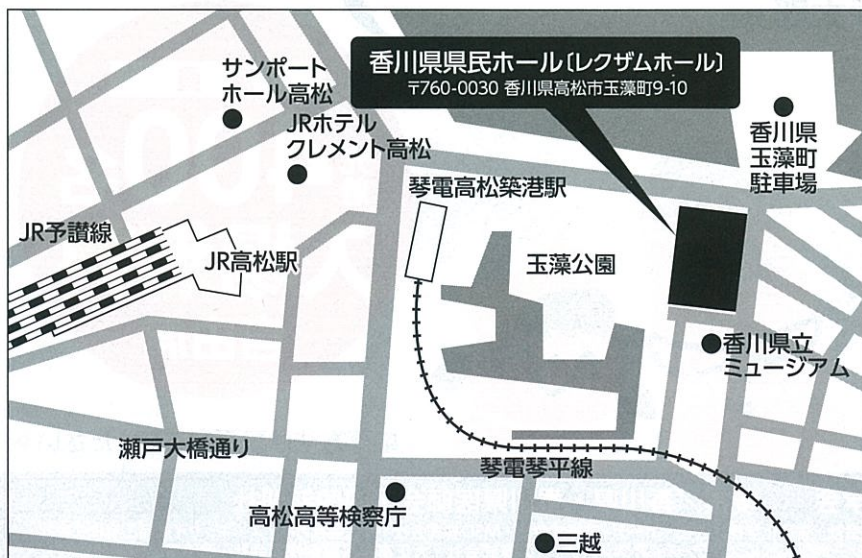 香川県県民ホール〔レクザムホール〕
〒760-0030 香川県高松市玉藻町9-10
サンポート
ホール高松
JRホテル
クレメント高松
香川県
玉藻町
駐車場
琴電高松築港駅
JR予讃線
JR高松駅
玉藻公園
香川県立
ミュージアム
瀬戸大橋通り
琴電琴平線
高松高等検察庁
三越